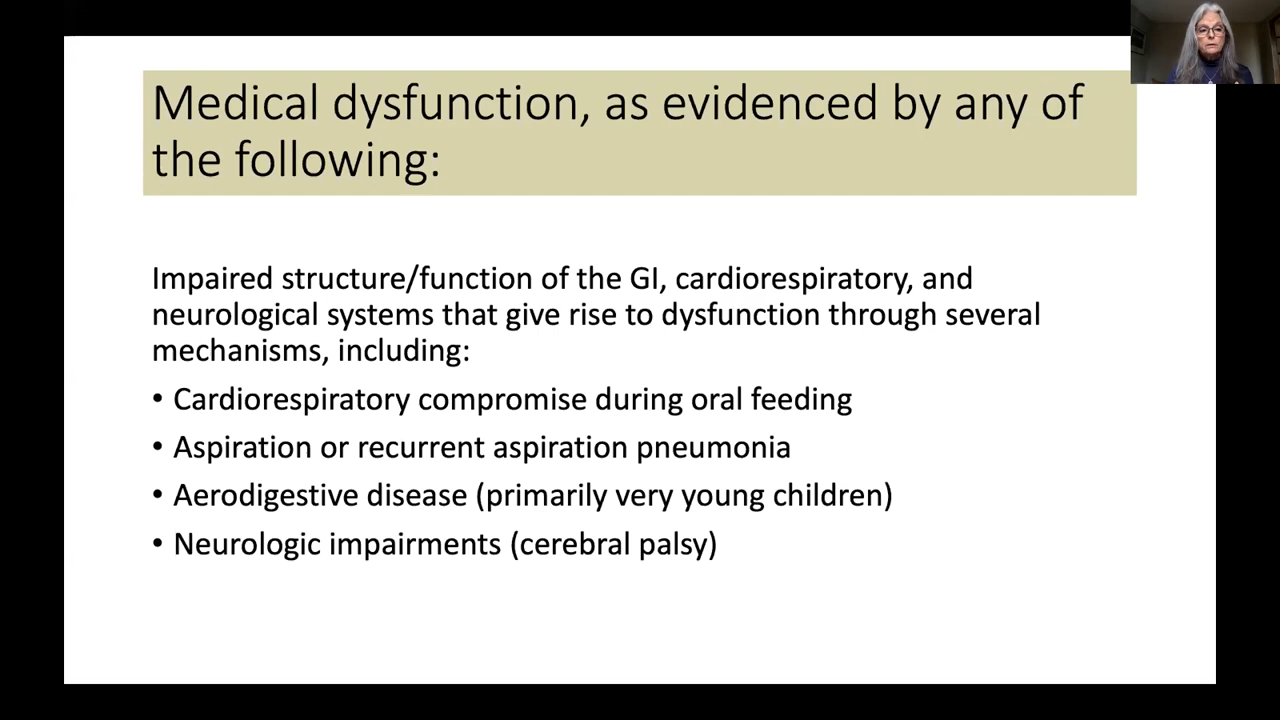 Medical dysfunction, as evidenced by any of
the following:
Impaired structure/function of the GI, cardiorespiratory, and
neurological systems that give rise to dysfunction through several
mechanisms, including:
• Cardiorespiratory compromise during oral feeding
• Aspiration or recurrent aspiration pneumonia
• Aerodigestive disease (primarily very young children)
• Neurologic impairments (cerebral palsy)